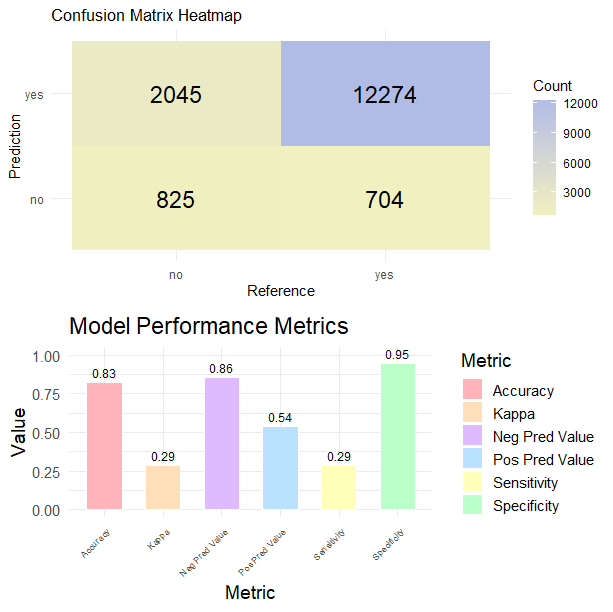 Confusion Matrix Heatmap
Prediction
yes
no
2045
12274
825
704
no
yes
Reference
Count
12000
9000
6000
3000
Model Performance Metrics
Value
1.00
0.75
0.50
0.25
0.00
0.83
0.29
0.86
0.54
0.29
0.95
Accuracy
Kappa
Neg Pred Value
Pos Pred Value
Sensitivity
Specificity
Metric
Metric
Accuracy
Kappa
Neg Pred Value
Pos Pred Value
Sensitivity
Specificity